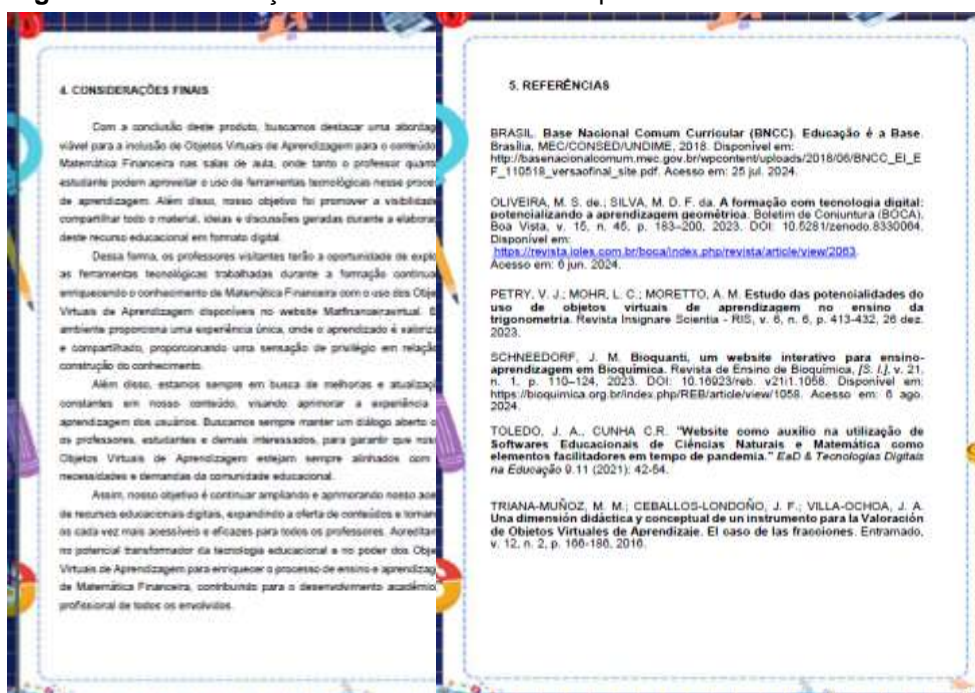 4. CONSIDERAÇÕES FINAIS
Com a conclusão deste produto, buscamos destacar uma abordag
viável para a inclusão de Objetos Virtuais de Aprendizagem para o conteúdo
Matemática Financeira nas salas de aula, onde tanto o professor quant
estudante podem aproveitar o uso de ferramentas tecnológicas nesse proce
de aprendizagem. Além disso, nosso objetivo foi promover a visibilidade
compartilhar todo o material, ideias e discussões geradas durante a elabora
deste recurso educacional em formato digital.
Dessa forma, os professores visitantes terão a oportunidade de explo
as ferramentas tecnológicas trabalhadas durante a formação continua
enriquecendo o conhecimento de Matemática Financeira com o uso dos Obje
Virtuais de Aprendizagem disponíveis no website
ambiente proporciona uma experiência única, onde o aprendizado é valoriza
e compartilhado, proporcionando uma sensação de privilégio em relação
construção do conhecimento.
Além disso, estamos sempre em busca de melhorias e atualizaç
constantes em nosso conteúdo, visando aprimorar a experiência
aprendizagem dos usuários. Buscamos sempre manter um diálogo aberto c
os professores, estudantes e demais interessados, para garantir que nos
Objetos Virtuais de Aprendizagem estejam sempre alinhados com
necessidades e demandas da comunidade educacional.
Assim, nosso objetivo é continuar ampliando e aprimorando nosso ace
de recursos educacionais digitais, expandindo a oferta de conteúdos e tornan
os cada vez mais acessíveis e eficazes para todos os professores. Acredita
no potencial transformador da tecnologia educacional e no poder dos Obje
Virtuais de Aprendizagem para enriquecer o processo de ensino e aprendizag
de Matemática Financeira, contribuindo para o desenvolvimento acadêmic
profissional de todos os envolvidos.
5. REFERÊNCIAS
BRASIL. Base Nacional Comum Curricular (BNCC). Educação é a Base.
Brasília, MEC/CONSED/UNDIME, 2018. Disponível em:
http://basenacionalcomum.mec.gov.br/wpcontent/uploads/2018/06/BNCC_EI_E
F_110518_versaofinal_site.pdf. Acesso em: 25 jul. 2024.
OLIVEIRA, M. S. de.; SILVA, M. D. F. da. A formação com tecnologia digital:
potencializando a aprendizagem geométrica. Boletim de Conjuntura (BOCA),
Boa Vista, v. 15, n. 45, p. 183–200, 2023. DOI: 10.5281/zenodo.8330064.
Disponível em:
https://revista.ioles.com.br/boca/index.php/revista/article/view/2063.
Acesso em: 6 jun. 2024.
PETRY, V. J.; MOHR, L. C.; MORETTO, A. M. Estudo das potencialidades do
uso de objetos virtuais de aprendizagem no ensino da
trigonometria. Revista Insignare Scientia - RIS, v. 6, n. 6, p. 413-432, 26 dez.
2023.
SCHNEEDORF, J. M. Bioquanti, um website interativo para ensino-
aprendizagem em Bioquímica. Revista de Ensino de Bioquímica, [S. l.], v. 21,
n. 1, p. 110–124, 2023. DOI: 10.16923/reb. v21i1.1058. Disponível em:
https://bioquimica.org.br/index.php/REB/article/view/1058. Acesso em: 6 ago.
2024.
TOLEDO, J. A., CUNHA C.R. "Website como auxílio na utilização de
Softwares Educacionais de Ciências Naturais e Matemática como
elementos facilitadores em tempo de pandemia." EaD & Tecnologias Digitais
na Educação 9.11 (2021): 42-54.
TRIANA-MUÑOZ, M. M.; CEBALLOS-LONDOÑO, J. F.; VILLA-OCHOA, J. A.
Una dimensión didáctica y conceptual de un instrumento para la Valoración
de Objetos Virtuales de Aprendizaje. El caso de las fracciones. Entramado,
v. 12, n. 2, p. 166-186, 2016.